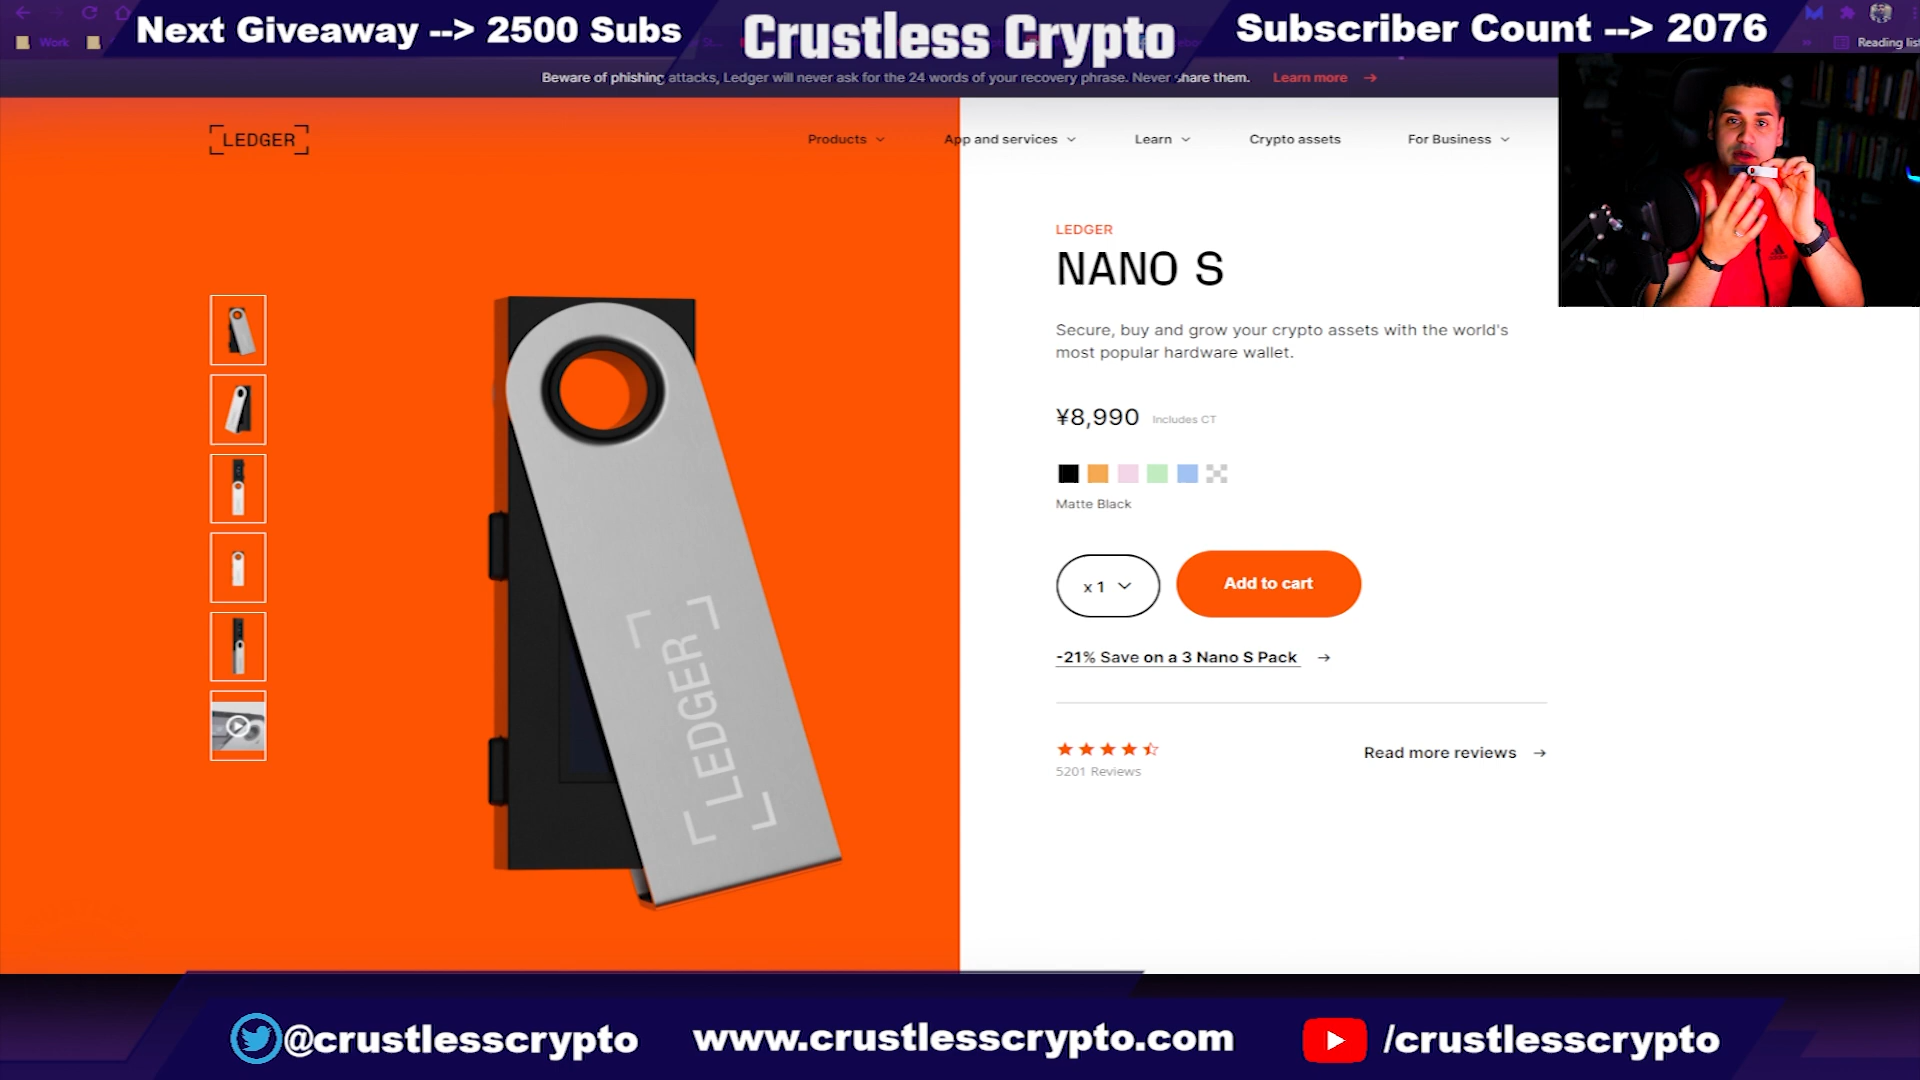 Next Giveaway --> 2500 Subs
Crustless Crypto
Subscriber Count --> 2076
Work
Reading list
Beware of phishing attacks, Ledger will never ask for the 24 words of your recovery phrase. Never share them. Learn more →
LEDGER
Products
App and services
Learn
Crypto assets
For Business
LEDGER
NANO S
Secure, buy and grow your crypto assets with the world's
most popular hardware wallet.
¥8,990 Includes CT
Matte Black
x 1
Add to cart
-21% Save on a 3 Nano S Pack →
5201 Reviews
Read more reviews →
LEDGER
@crustlesscrypto
www.crustlesscrypto.com
/crustlesscrypto